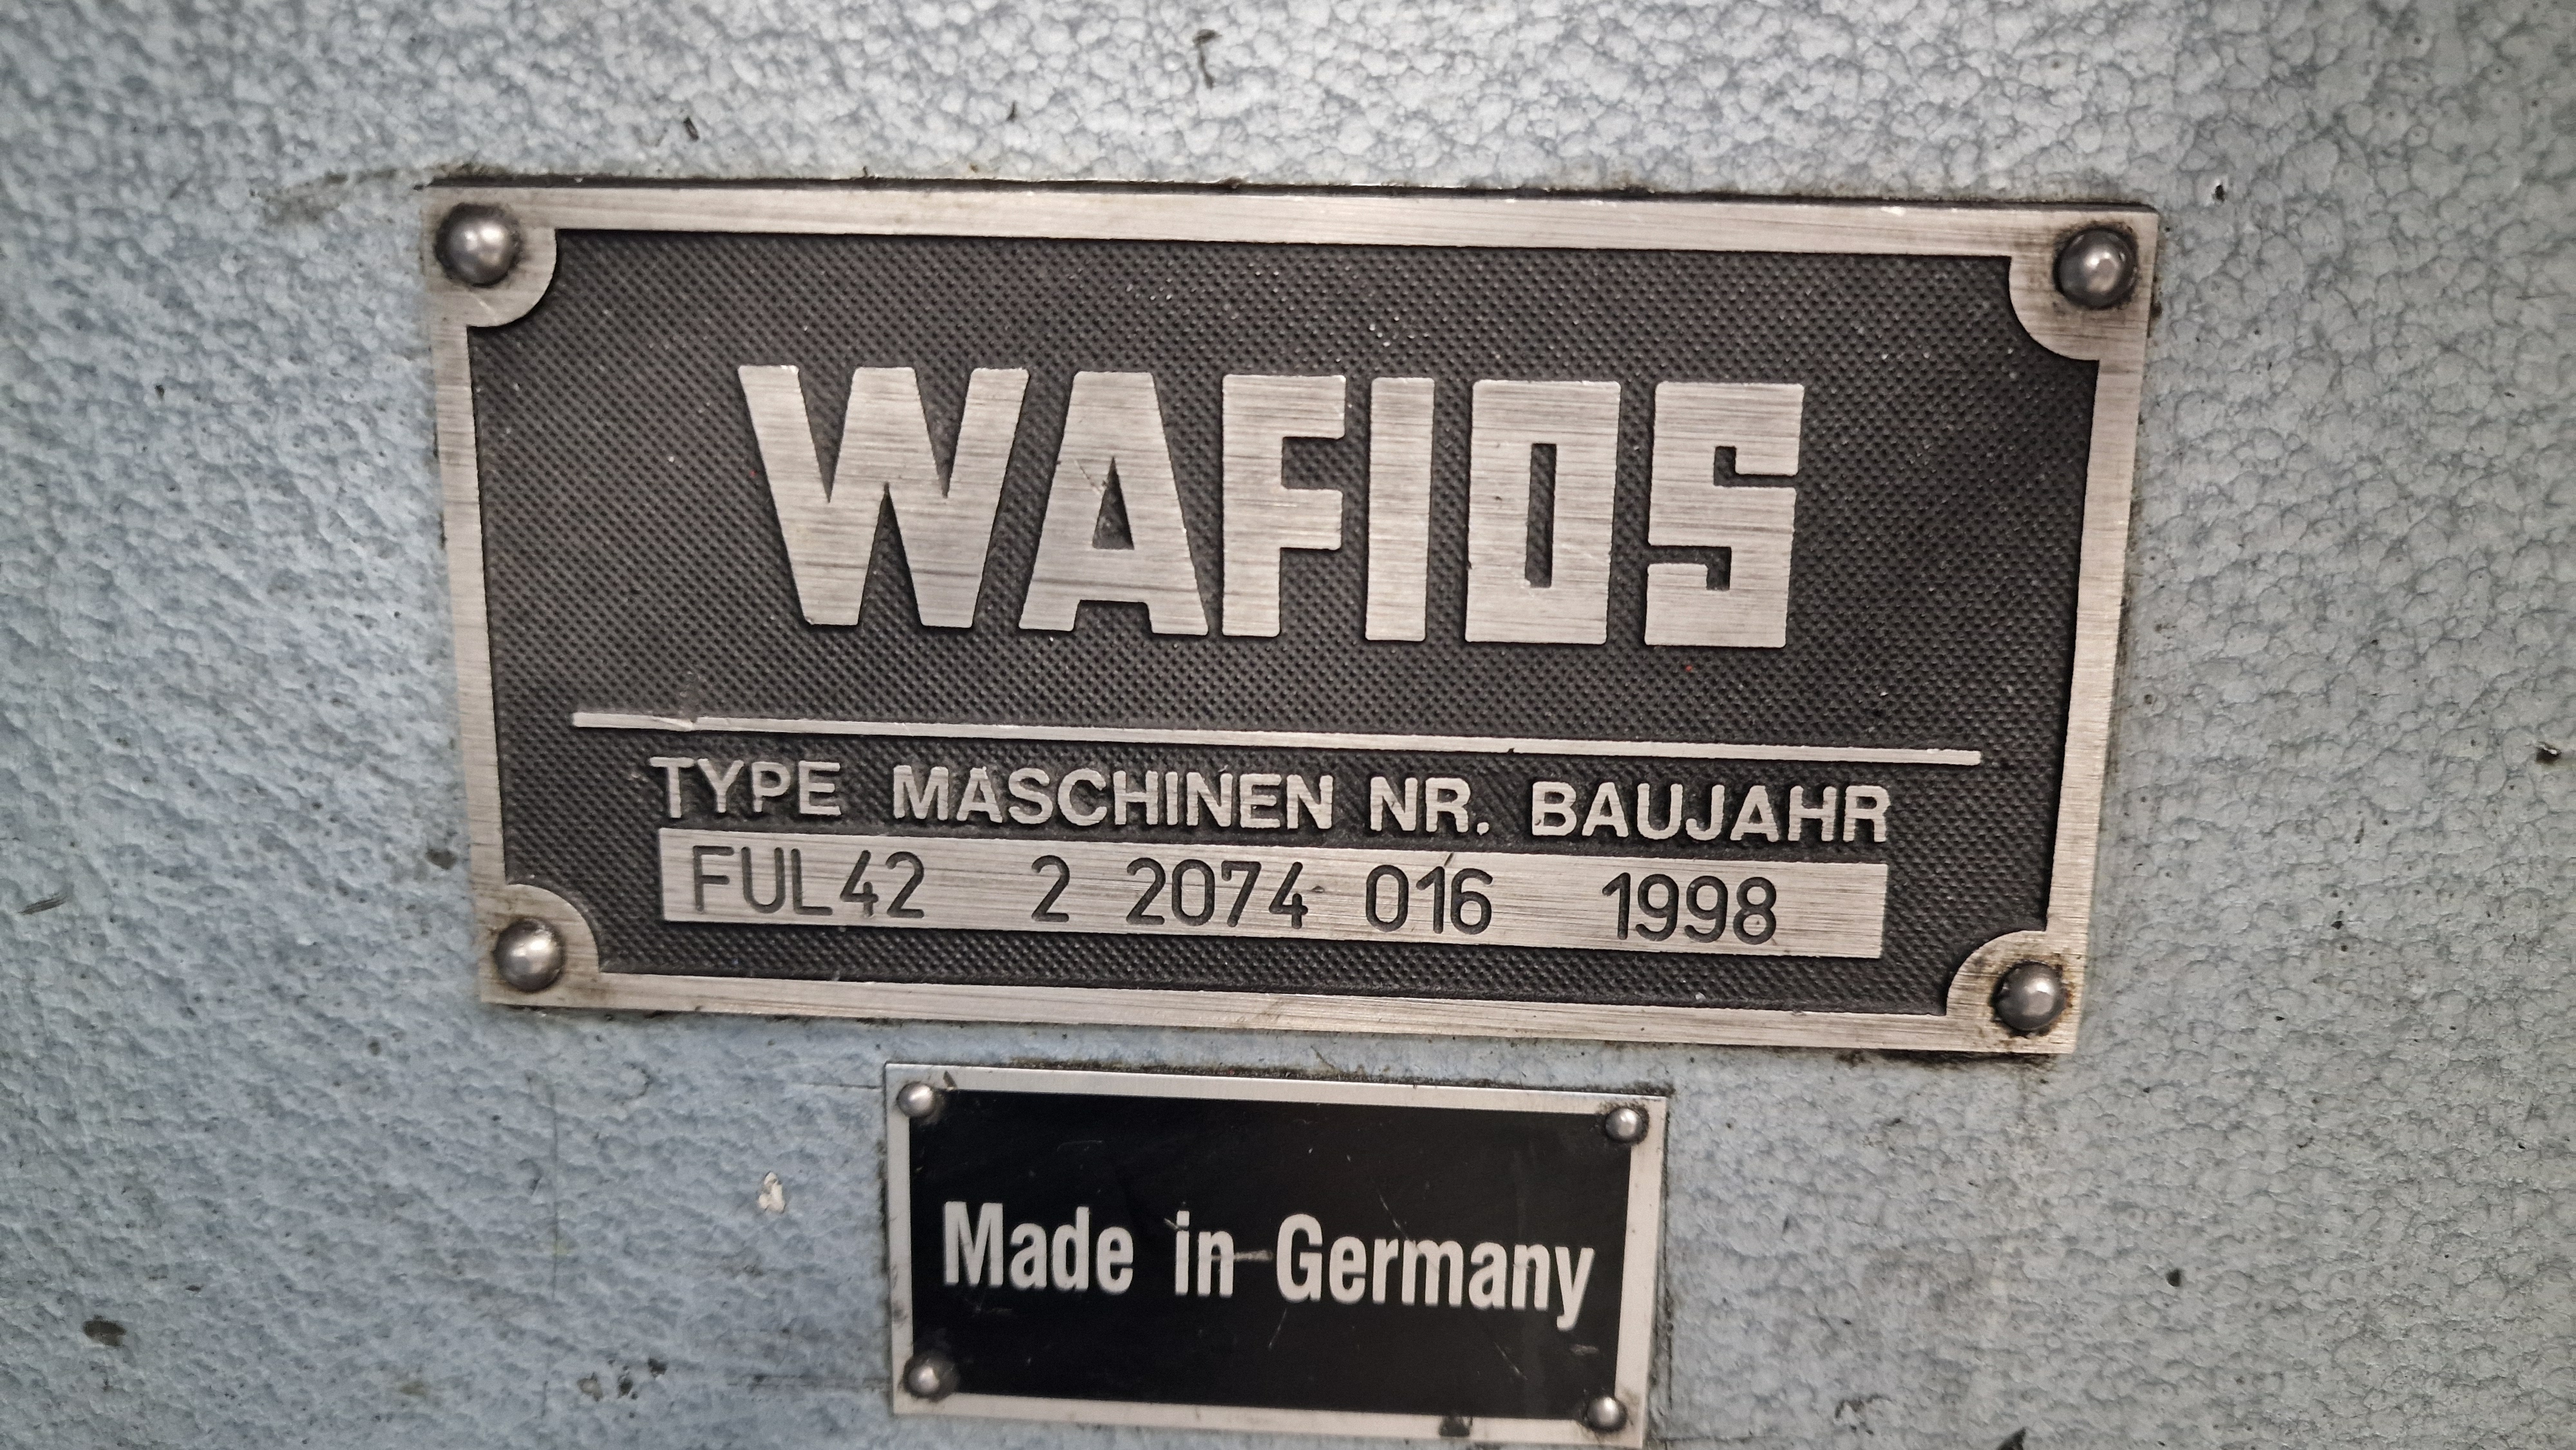 WAFIOS
TYPE MASCHINEN NR. BAUJAHR
FUL42 2 2074 016 1998
Made in Germany